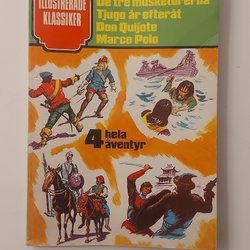 ILLUSTRERADE
KLASSIKER
De tre musketörerna
Tjugo år efteråt
Don Quijote
Marco Polo
4 hela
äventyr